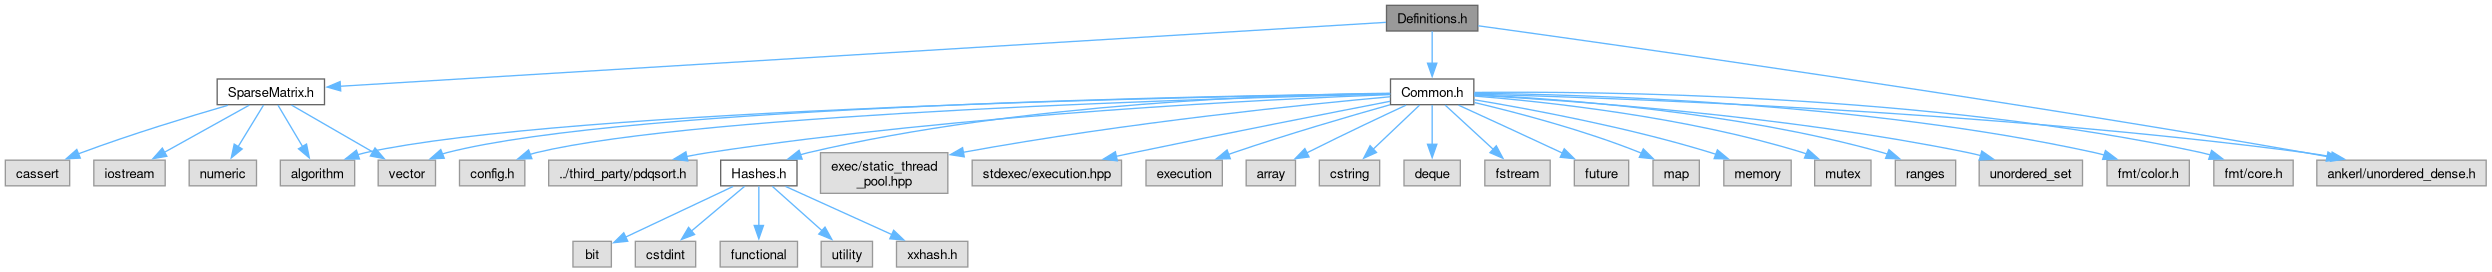 Definitions.h
SparseMatrix.h
Common.h
cassert
iostream
numeric
algorithm
vector
config.h
../third_party/pdqsort.h
Hashes.h
exec/static_thread
_pool.hpp
stdexec/execution.hpp
execution
array
cstring
deque
fstream
future
map
memory
mutex
ranges
unordered_set
fmt/color.h
fmt/core.h
ankerl/unordered_dense.h
bit
cstdint
functional
utility
xxhash.h